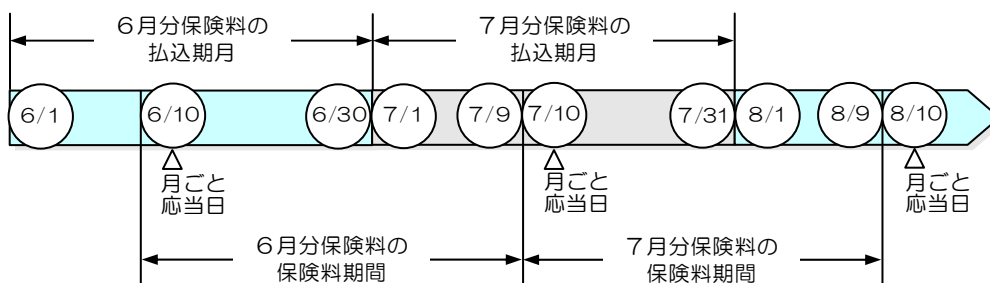 ６月分保険料の
払込期月
７月分保険料の
払込期月
6/1
6/10
6/30
7/1
7/9
7/10
7/31
8/1
8/9
8/10
月ごと
応当日
月ごと
応当日
月ごと
応当日
６月分保険料の
保険料期間
７月分保険料の
保険料期間